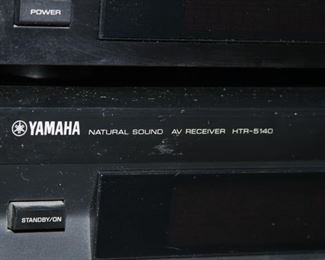 POWER
YAMAHA NATURAL SOUND AV RECEIVER HTR-5140
STANDBY/ON